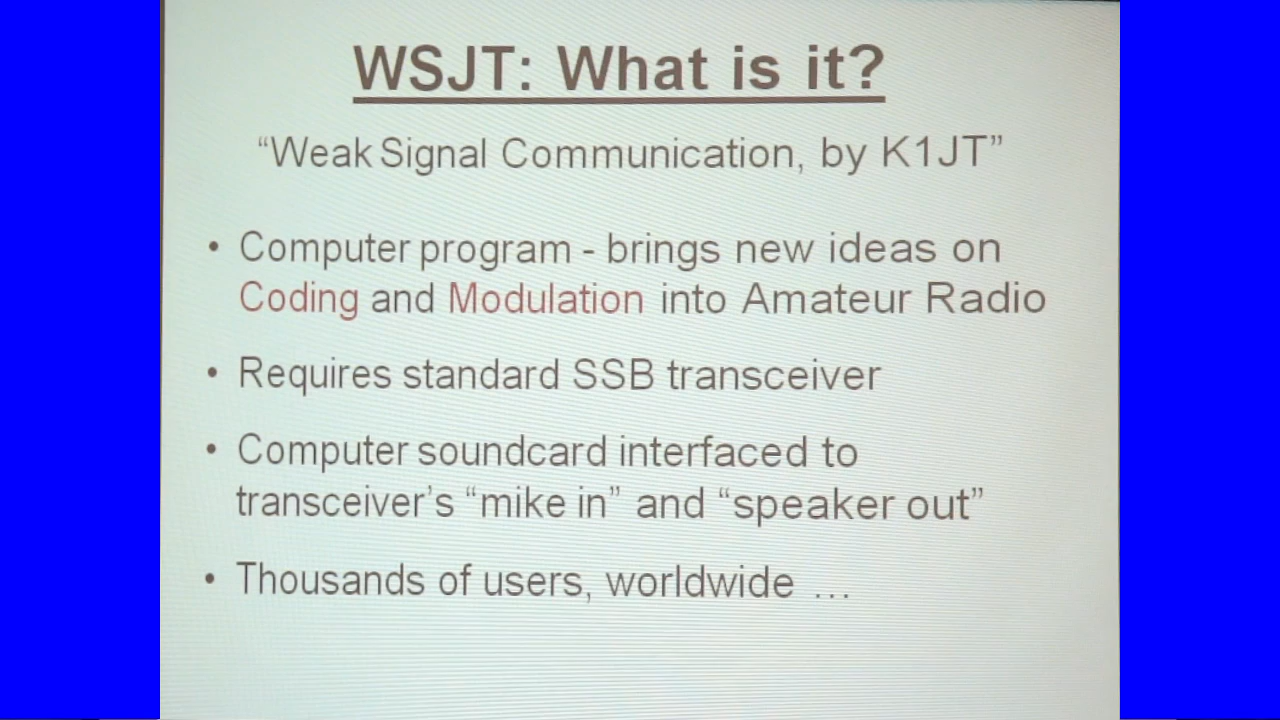 WSJT: What is it?
“Weak Signal Communication, by K1JT”
• Computer program - brings new ideas on
Coding and Modulation into Amateur Radio
• Requires standard SSB transceiver
• Computer soundcard interfaced to
transceiver’s “mike in” and “speaker out”
• Thousands of users, worldwide …